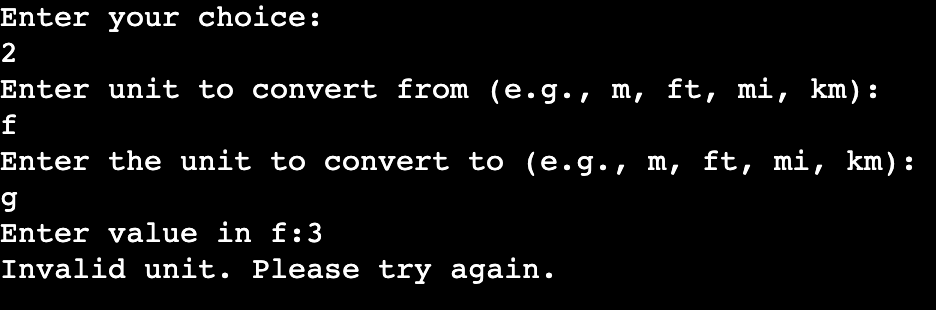 Enter your choice:
2
Enter unit to convert from (e.g., m, ft, mi, km):
f
Enter the unit to convert to (e.g., m, ft, mi, km):
g
Enter value in f:3
Invalid unit. Please try again.